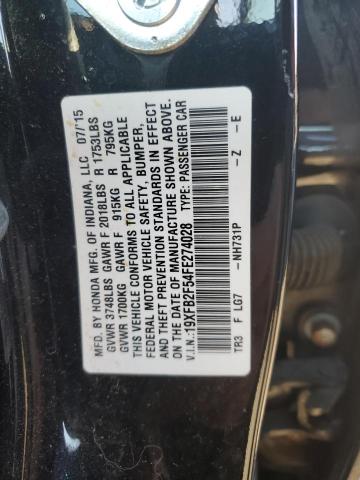 MFD. BY HONDA MFG. OF INDIANA, LLC 07/'15
GVWR 3748LBS GAWR F 2018LBS R 1753LBS
GVWR 1700KG GAWR F 915KG R 795KG
THIS VEHICLE CONFORMS TO ALL APPLICABLE
FEDERAL MOTOR VEHICLE SAFETY, BUMPER,
AND THEFT PREVENTION STANDARDS IN EFFECT
ON THE DATE OF MANUFACTURE SHOWN ABOVE.
V.I.N.:19XFB2F54FE274028 TYPE: PASSENGER CAR
TR3 F LG7 -NH731P -Z -E